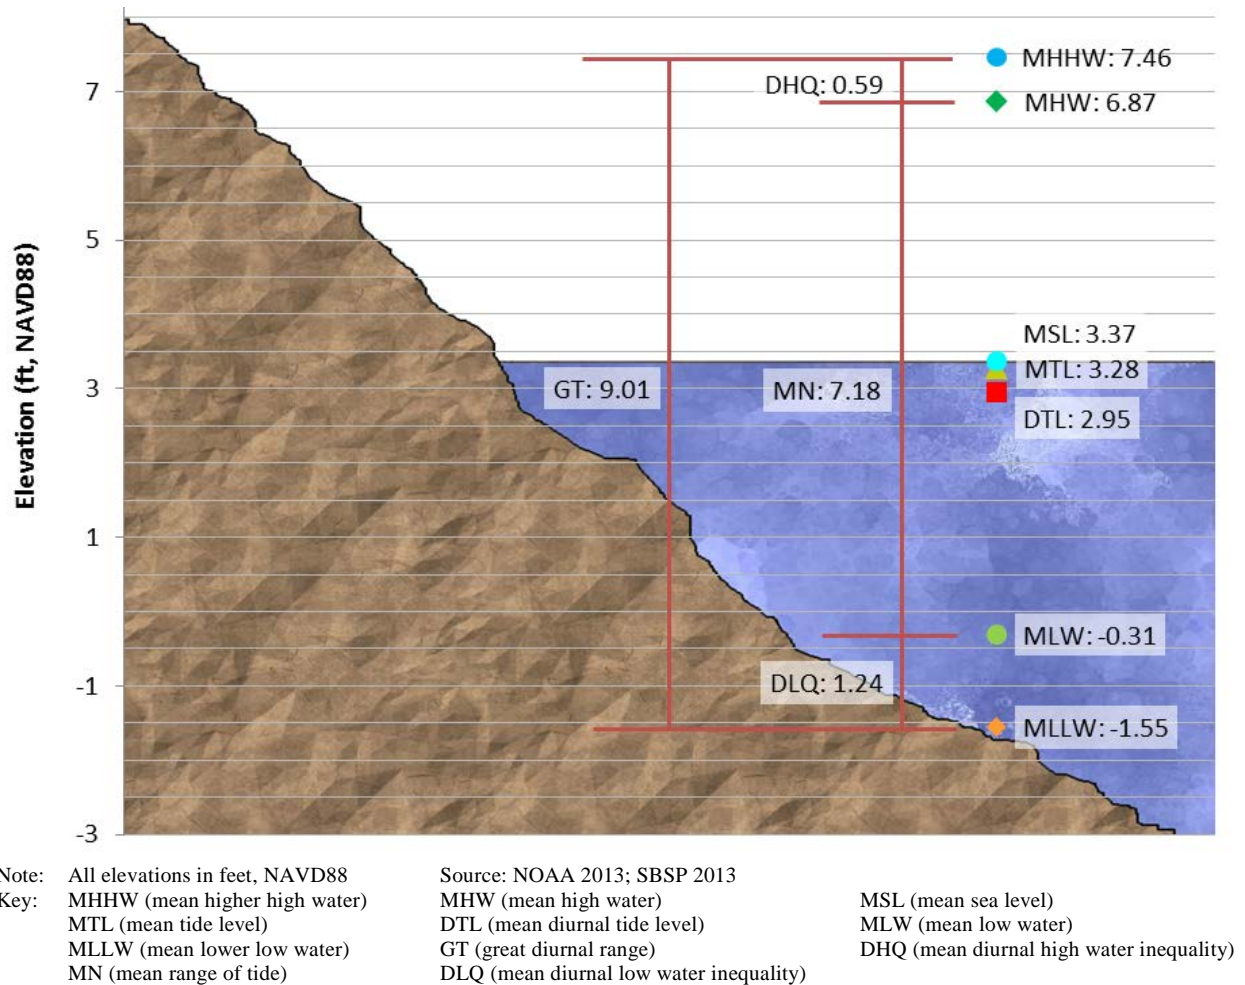 MHHW: 7.46
DHQ: 0.59
7
MHW: 6.87
5
MSL: 3.37
MTL: 3.28
3
GT: 9.01
MN: 7.18
DTL: 2.95
1
MLW: -0.31
-1
DLQ: 1.24
MLLW: -1.55
-3
Elevation (ft, NAVD88)
Note: All elevations in feet, NAVD88 Source: NOAA 2013; SBSP 2013
Key: MHHW (mean higher high water) MHW (mean high water) MSL (mean sea level)
MTL (mean tide level) DTL (mean diurnal tide level) MLW (mean low water)
MLLW (mean lower low water) GT (great diurnal range) DHQ (mean diurnal high water inequality)
MN (mean range of tide) DLQ (mean diurnal low water inequality)